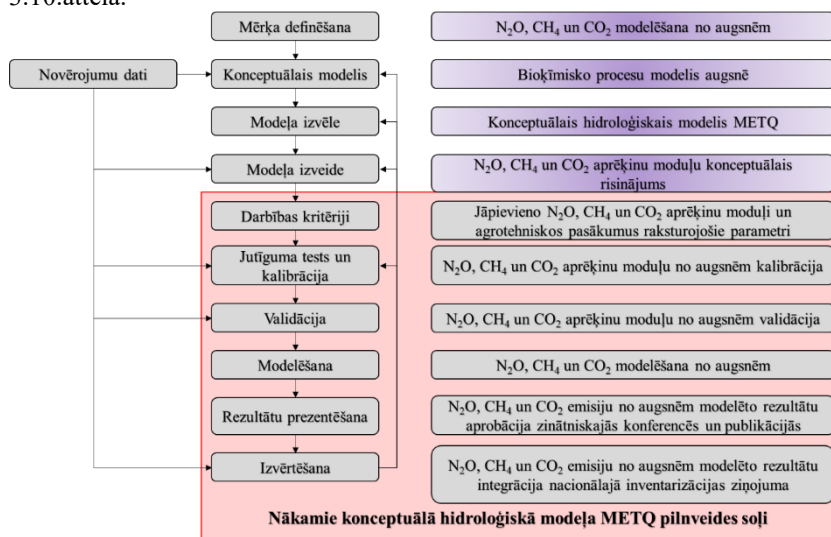 3.10.attēlā.
Mērķa definēšana
N₂O, CH₄ un CO₂ modelēšana no augsnēm
Novērojumu dati
Konceptuālais modelis
Bioķīmisko procesu modelis augsnē
Modeļa izvēle
Konceptuālais hidroloģiskais modelis METQ
Modeļa izveide
N₂O, CH₄ un CO₂ aprēķinu moduļu konceptuālais
risinājums
Darbības kritēriji
Jāpievieno N₂O, CH₄ un CO₂ aprēķinu moduļi un
agrotehniskos pasākumus raksturojošie parametri
Jutīguma tests un
kalibrācija
N₂O, CH₄ un CO₂ aprēķinu moduļu no augsnēm kalibrācija
Validācija
N₂O, CH₄ un CO₂ aprēķinu moduļu no augsnēm validācija
Modelēšana
N₂O, CH₄ un CO₂ modelēšana no augsnēm
Rezultātu prezentēšana
N₂O, CH₄ un CO₂ emisiju no augsnēm modelēto rezultātu
aprobācija zinātniskajās konferencēs un publikācijās
Izvērtēšana
N₂O, CH₄ un CO₂ emisiju no augsnēm modelēto rezultātu
integrācija nacionālajā inventarizācijas ziņojuma
Nākamie konceptuālā hidroloģiskā modeļa METQ pilnveides soļi